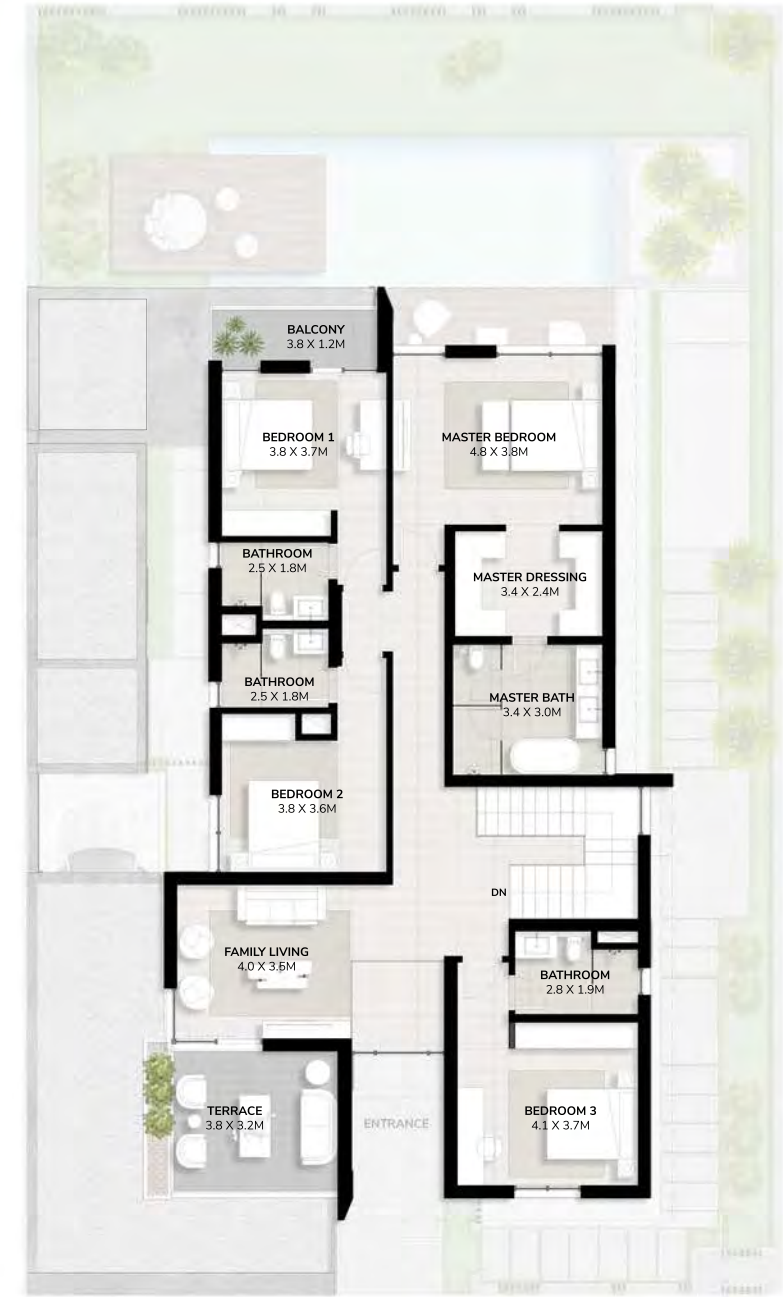 BALCONY
3.8 X 1.2M
BEDROOM 1
3.8 X 3.7M
MASTER BEDROOM
4.8 X 3.8M
BATHROOM
2.5 X 1.8M
MASTER DRESSING
3.4 X 2.4M
BATHROOM
2.5 X 1.8M
MASTER BATH
3.4 X 3.0M
BEDROOM 2
3.8 X 3.6M
DN
FAMILY LIVING
4.0 X 3.5M
BATHROOM
2.8 X 1.9M
TERRACE
3.8 X 3.2M
ENTRANCE
BEDROOM 3
4.1 X 3.7M